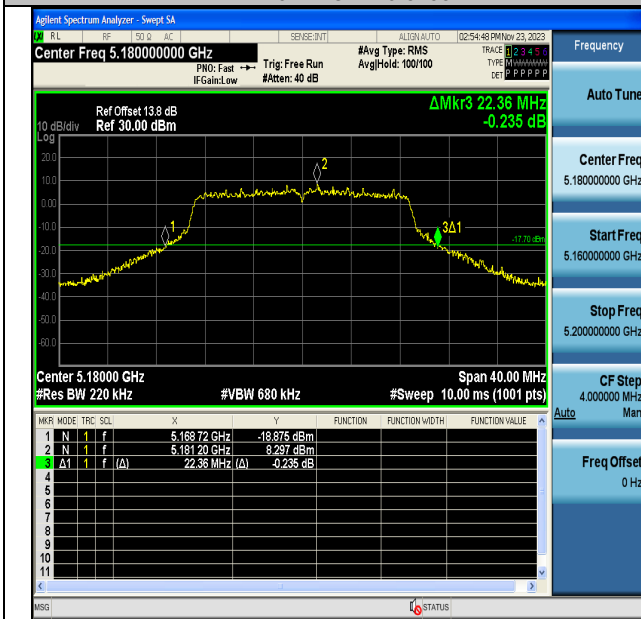 Agilent Spectrum Analyzer - Swept SA
RL RF 50 Ω AC SENSE:INT ALIGN AUTO 02:54:48 PM Nov 23, 2023
Center Freq 5.180000000 GHz
PNO: Fast
IFGain:Low
Trig: Free Run
#Atten: 40 dB
#Avg Type: RMS
Avg|Hold: 100/100
TRACE 1 2 3 4 5 6
TYPE M
DET P P P P P P
ΔMkr3 22.36 MHz
-0.235 dB
Ref Offset 13.8 dB
10 dB/div Ref 30.00 dBm
Log
20.0
10.0
0.00
-10.0
-20.0
-30.0
-40.0
-50.0
-60.0
1
2
3Δ1
-17.70 dBm
Center 5.18000 GHz Span 40.00 MHz
#Res BW 220 kHz #VBW 680 kHz #Sweep 10.00 ms (1001 pts)
MKR MODE TRC SCL X Y FUNCTION FUNCTION WIDTH FUNCTION VALUE
1 N 1 f 5.168 72 GHz -18.875 dBm
2 N 1 f 5.181 20 GHz 8.297 dBm
3 Δ1 1 f (Δ) 22.36 MHz (Δ) -0.235 dB
4
5
6
7
8
9
10
11
MSG STATUS
Frequency
Auto Tune
Center Freq
5.180000000 GHz
Start Freq
5.160000000 GHz
Stop Freq
5.200000000 GHz
CF Step
4.000000 MHz
Auto Man
Freq Offset
0 Hz